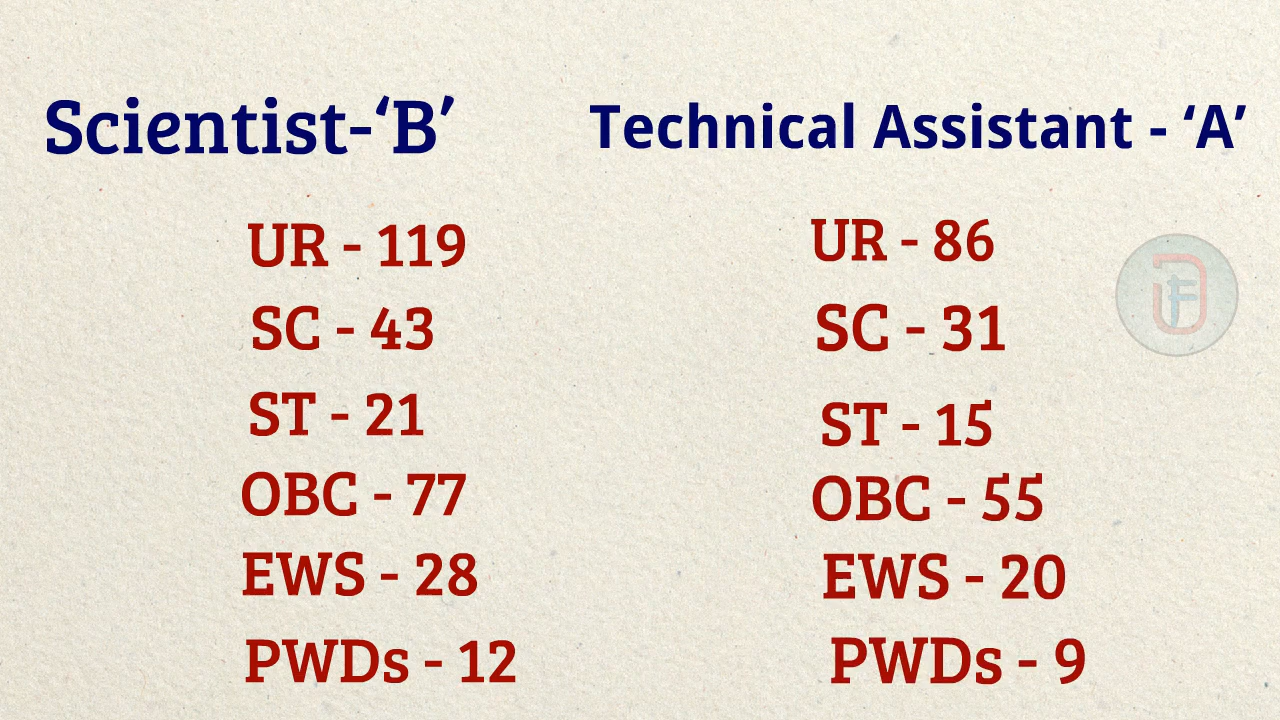 Scientist-‘B’
UR - 119
SC - 43
ST - 21
OBC - 77
EWS - 28
PWDs - 12
Technical Assistant - ‘A’
UR - 86
SC - 31
ST - 15
OBC - 55
EWS - 20
PWDs - 9